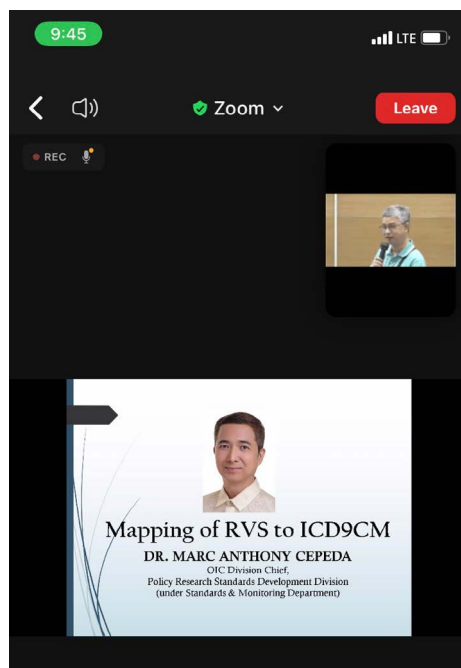 9:45
LTE
Zoom
Leave
REC
Mapping of RVS to ICD9CM
DR. MARC ANTHONY CEPEDA
OIC Division Chief,
Policy Research Standards Development Division
(under Standards & Monitoring Department)